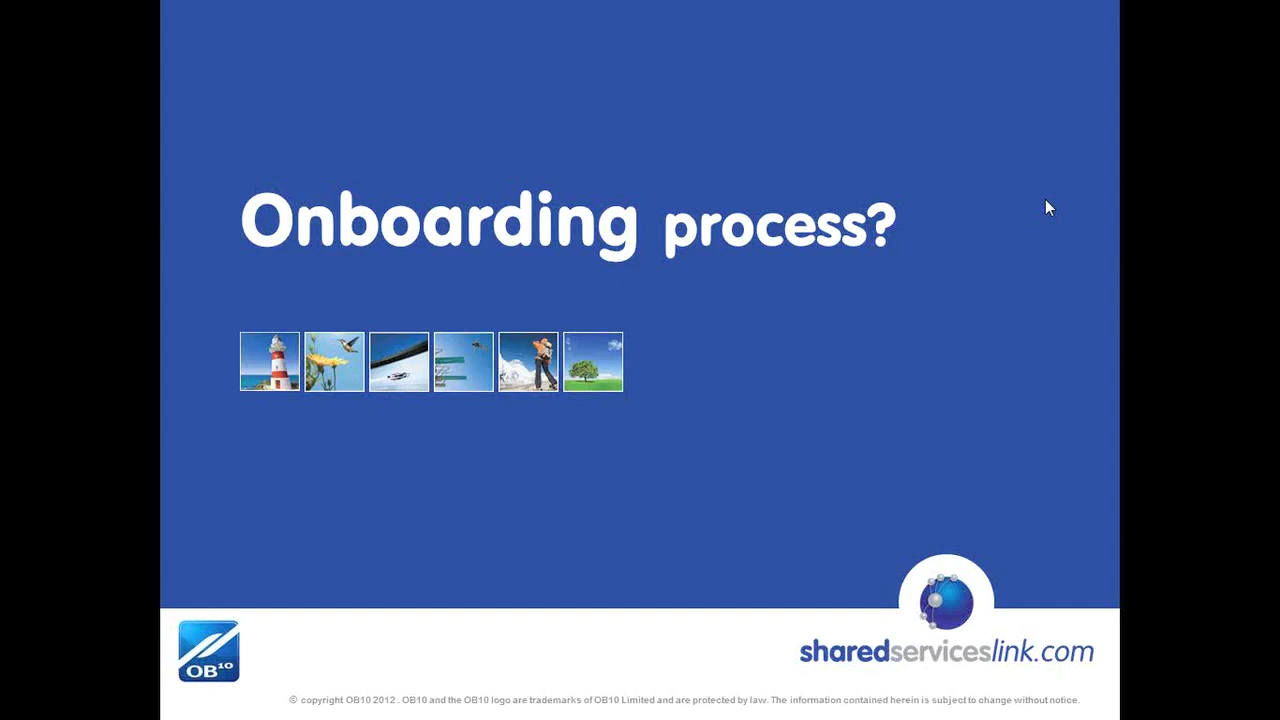 Onboarding process?
OB10
sharedserviceslink.com
© copyright OB10 2012 . OB10 and the OB10 logo are trademarks of OB10 Limited and are protected by law. The information contained herein is subject to change without notice.